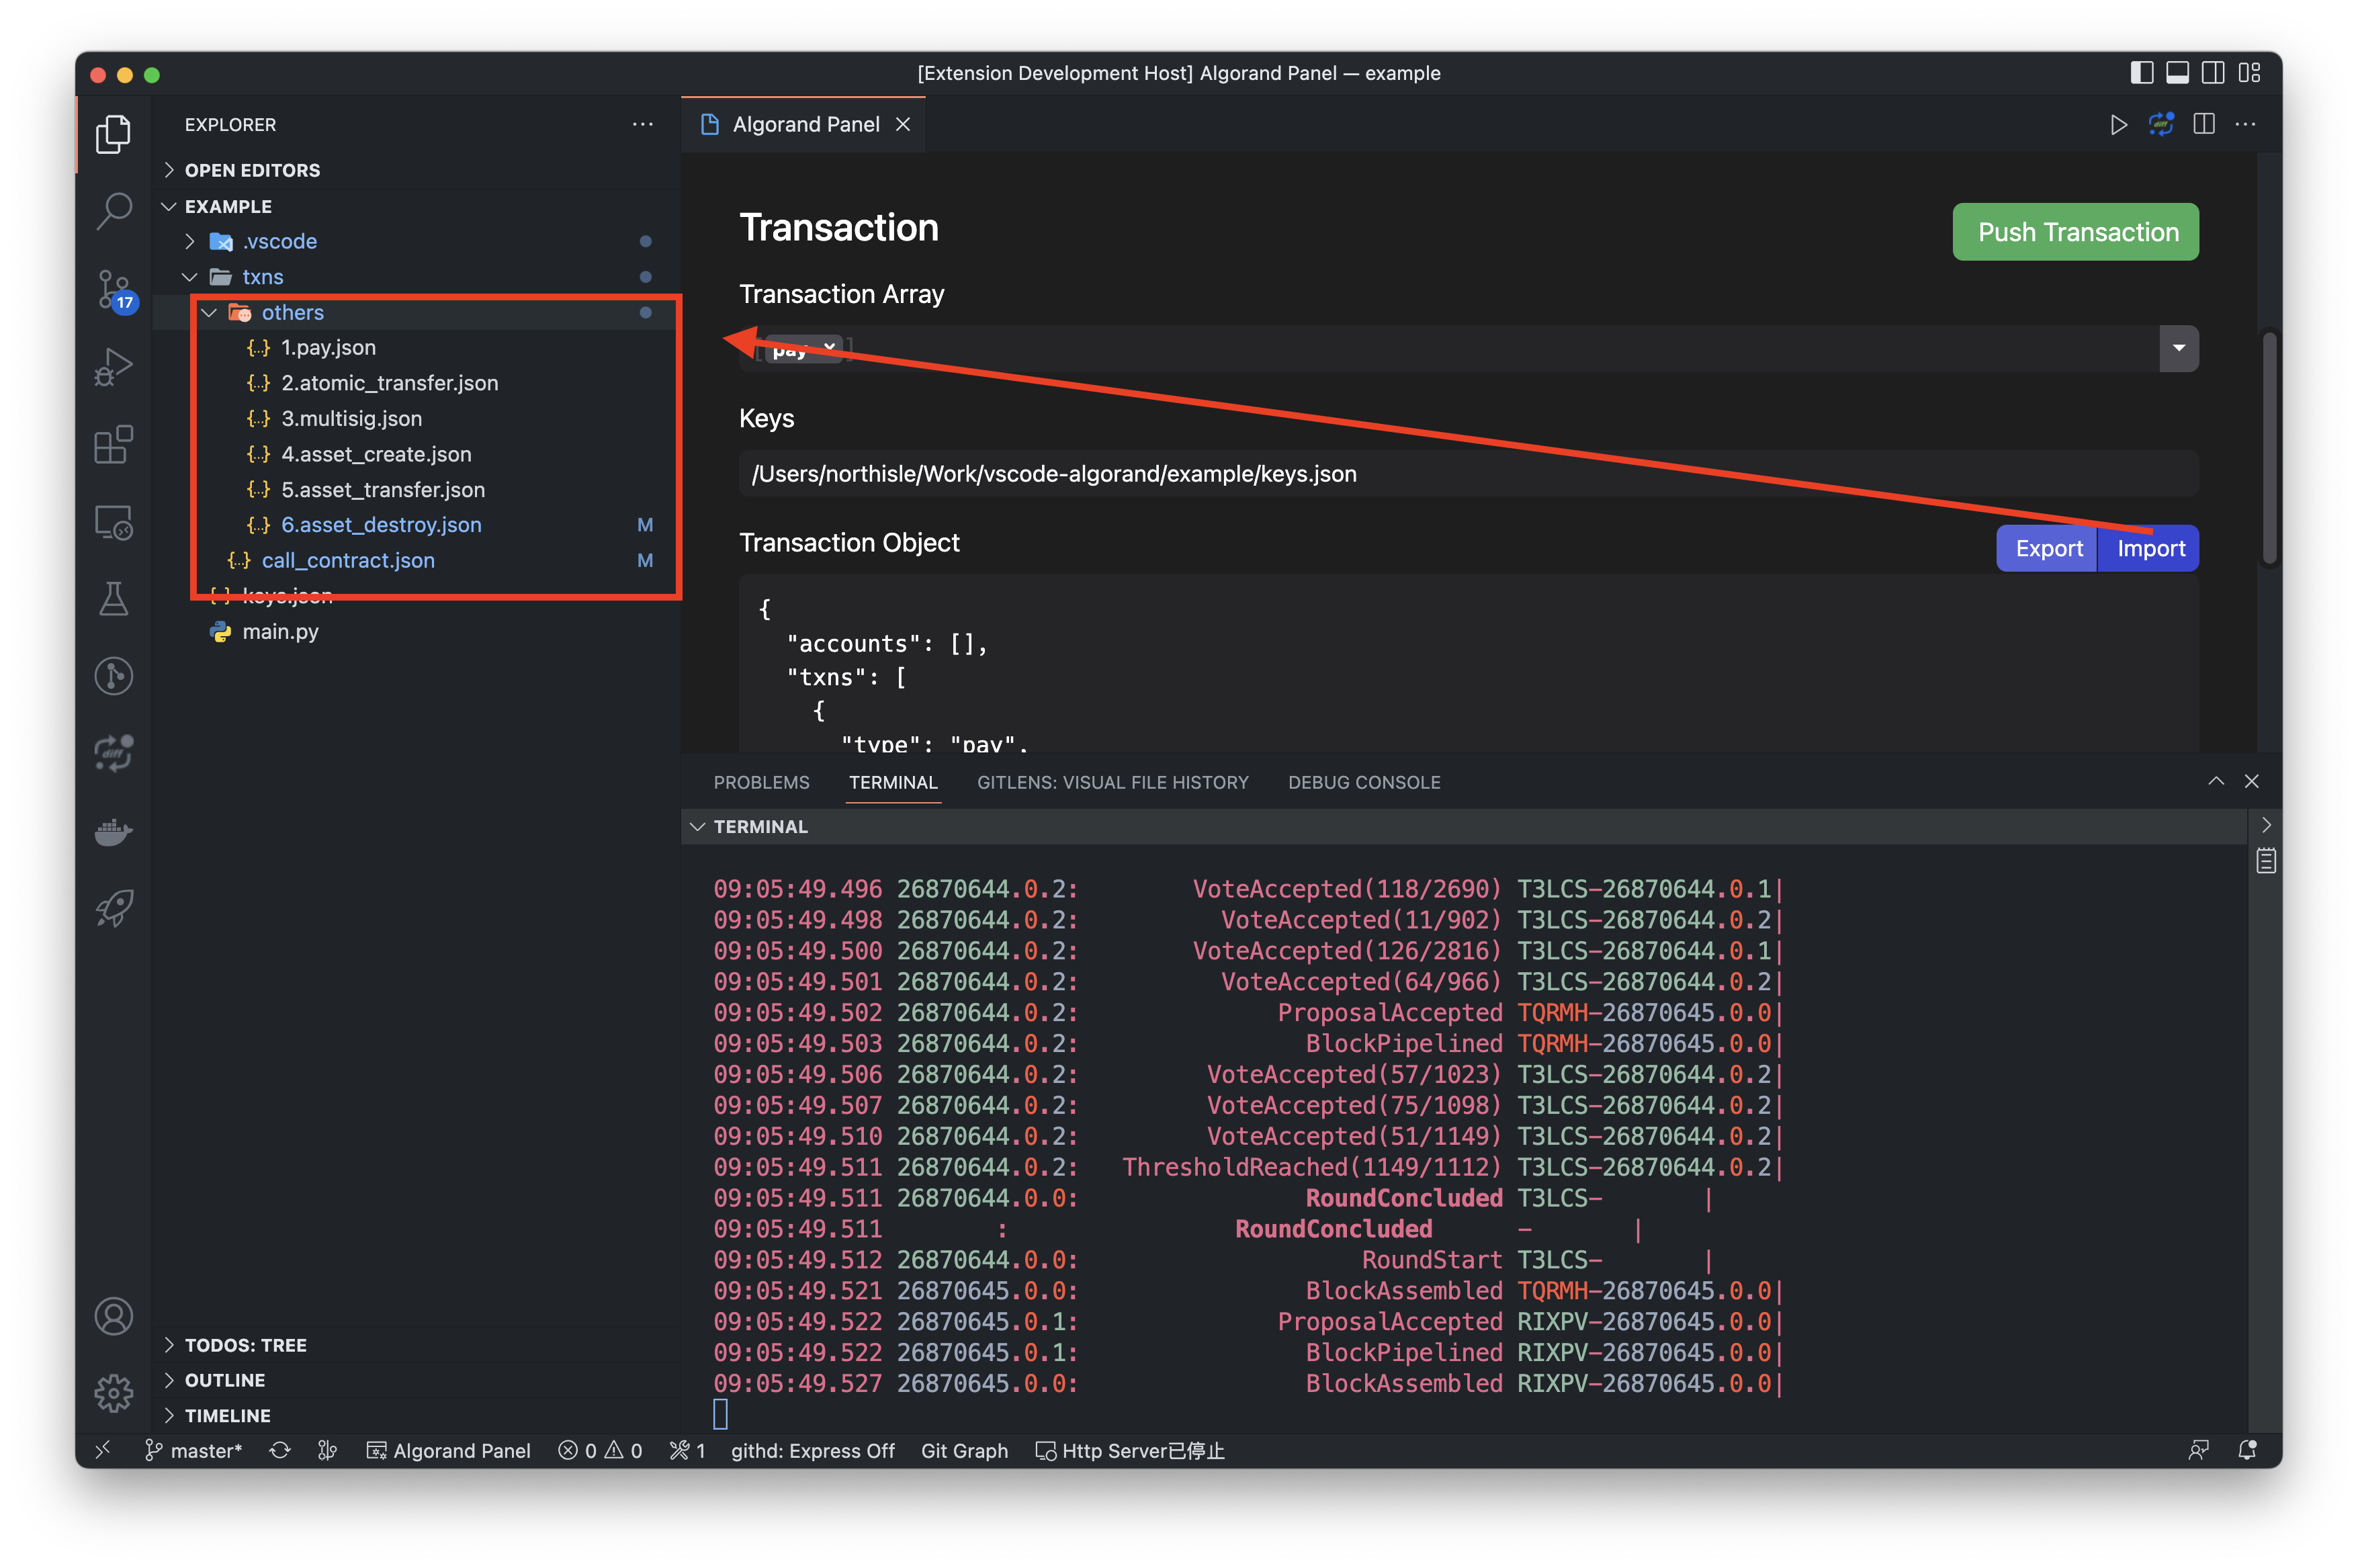 [Extension Development Host] Algorand Panel — example
EXPLORER
OPEN EDITORS
EXAMPLE
.vscode
txns
others
1.pay.json
2.atomic_transfer.json
3.multisig.json
4.asset_create.json
5.asset_transfer.json
6.asset_destroy.json M
call_contract.json M
keys.json
main.py
17
diff
TODOS: TREE
OUTLINE
TIMELINE
Algorand Panel
diff
Transaction
Push Transaction
Transaction Array
[ pay ]
Keys
/Users/northisle/Work/vscode-algorand/example/keys.json
Transaction Object
Export Import
{
"accounts": [],
"txns": [
{
"type": "pay",
PROBLEMS TERMINAL GITLENS: VISUAL FILE HISTORY DEBUG CONSOLE
TERMINAL
09:05:49.496 26870644.0.2: VoteAccepted(118/2690) T3LCS-26870644.0.1|
09:05:49.498 26870644.0.2: VoteAccepted(11/902) T3LCS-26870644.0.2|
09:05:49.500 26870644.0.2: VoteAccepted(126/2816) T3LCS-26870644.0.1|
09:05:49.501 26870644.0.2: VoteAccepted(64/966) T3LCS-26870644.0.2|
09:05:49.502 26870644.0.2: ProposalAccepted TQRMH-26870645.0.0|
09:05:49.503 26870644.0.2: BlockPipelined TQRMH-26870645.0.0|
09:05:49.506 26870644.0.2: VoteAccepted(57/1023) T3LCS-26870644.0.2|
09:05:49.507 26870644.0.2: VoteAccepted(75/1098) T3LCS-26870644.0.2|
09:05:49.510 26870644.0.2: VoteAccepted(51/1149) T3LCS-26870644.0.2|
09:05:49.511 26870644.0.2: ThresholdReached(1149/1112) T3LCS-26870644.0.2|
09:05:49.511 26870644.0.0: RoundConcluded T3LCS- |
09:05:49.511 : RoundConcluded - |
09:05:49.512 26870644.0.0: RoundStart T3LCS- |
09:05:49.521 26870645.0.0: BlockAssembled TQRMH-26870645.0.0|
09:05:49.522 26870645.0.1: ProposalAccepted RIXPV-26870645.0.0|
09:05:49.522 26870645.0.1: BlockPipelined RIXPV-26870645.0.0|
09:05:49.527 26870645.0.0: BlockAssembled RIXPV-26870645.0.0|
master* Algorand Panel 0 0 1 githd: Express Off Git Graph Http Server已停止